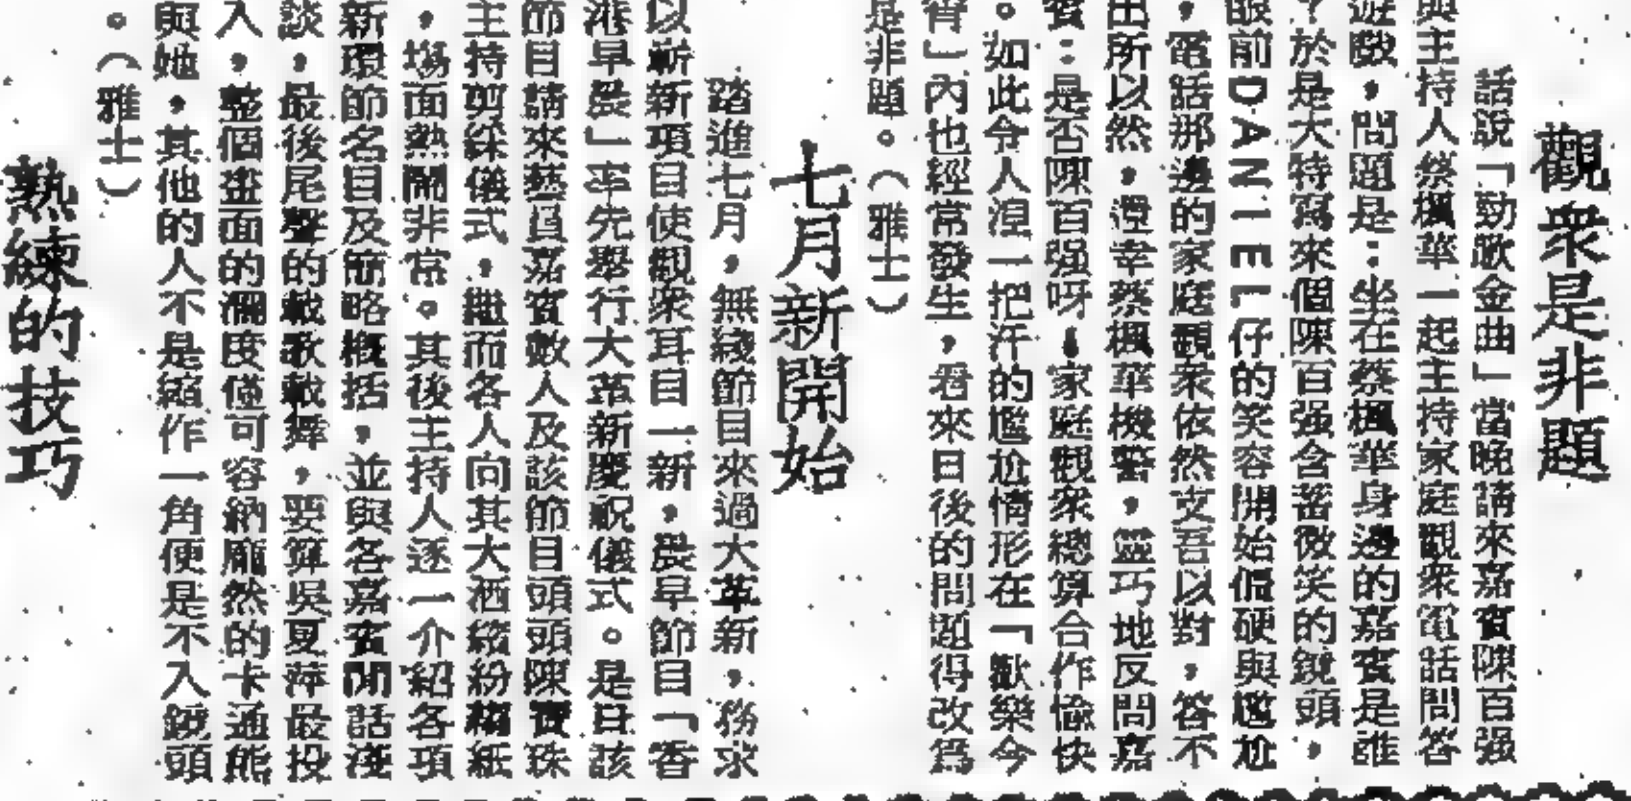 觀衆是非題
話說「勁歌金曲」當晚請來嘉賓陳百强
與主持人蔡楓華一起主持家庭觀衆電話問答
遊戲，問題是：坐在蔡楓華身邊的嘉賓是誰
？於是大特寫來個陳百强含蓄微笑的鏡頭，
眼前DANIEL仔的笑容開始僵硬與尷尬
，電話那邊的家庭觀衆依然支吾以對，答不
出所以然，還幸蔡楓華機警，靈巧地反問嘉
賓：是否陳百强呀！家庭觀衆總算合作愉快
。如此令人湼一把汗的尷尬情形在「歡樂今
宵」內也經常發生，看來日後的問題得改爲
是非題。（雅士）
七月新開始
踏進七月，無綫節目來過大革新，務求
以嶄新項目使觀衆耳目一新，晨早節目「香
港早晨」率先舉行大革新慶祝儀式。是日該
節目請來藝員嘉賓數人及該節目頭頭陳寶珠
主持剪綵儀式，繼而各人向其大洒繽紛綵紙
，塲面熱鬧非常。其後主持人逐一介紹各項
新環節名目及簡略概括，並與各嘉賓閒話淺
談，最後尾聲的載歌載舞，要算吳夏萍最投
入，整個畫面的濶度僅可容納龐然的卡通熊
與她，其他的人不是縮作一角便是不入鏡頭
。（雅士）
熟練的技巧